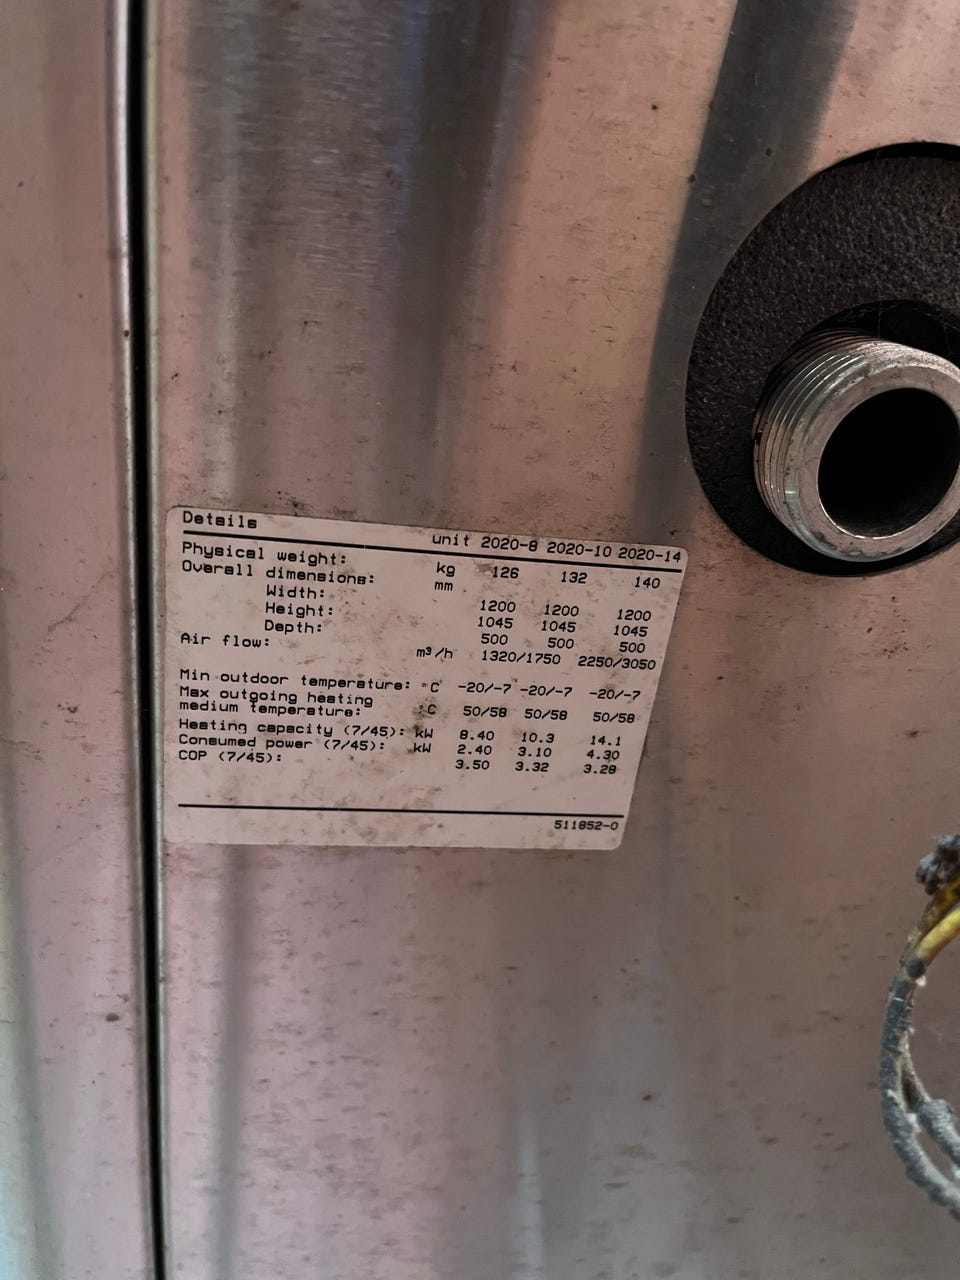 Details
unit 2020-8 2020-10 2020-14
Physical weight: kg 126 132 140
Overall dimensions: mm
Width: 1200 1200 1200
Height: 1045 1045 1045
Depth: 500 500 500
Air flow: m³/h 1320/1750 2250/3050
Min outdoor temperature: °C -20/-7 -20/-7 -20/-7
Max outgoing heating
medium temperature: °C 50/58 50/58 50/58
Heating capacity (7/45): kW 8.40 10.3 14.1
Consumed power (7/45): kW 2.40 3.10 4.30
COP (7/45): 3.50 3.32 3.28
511852-0